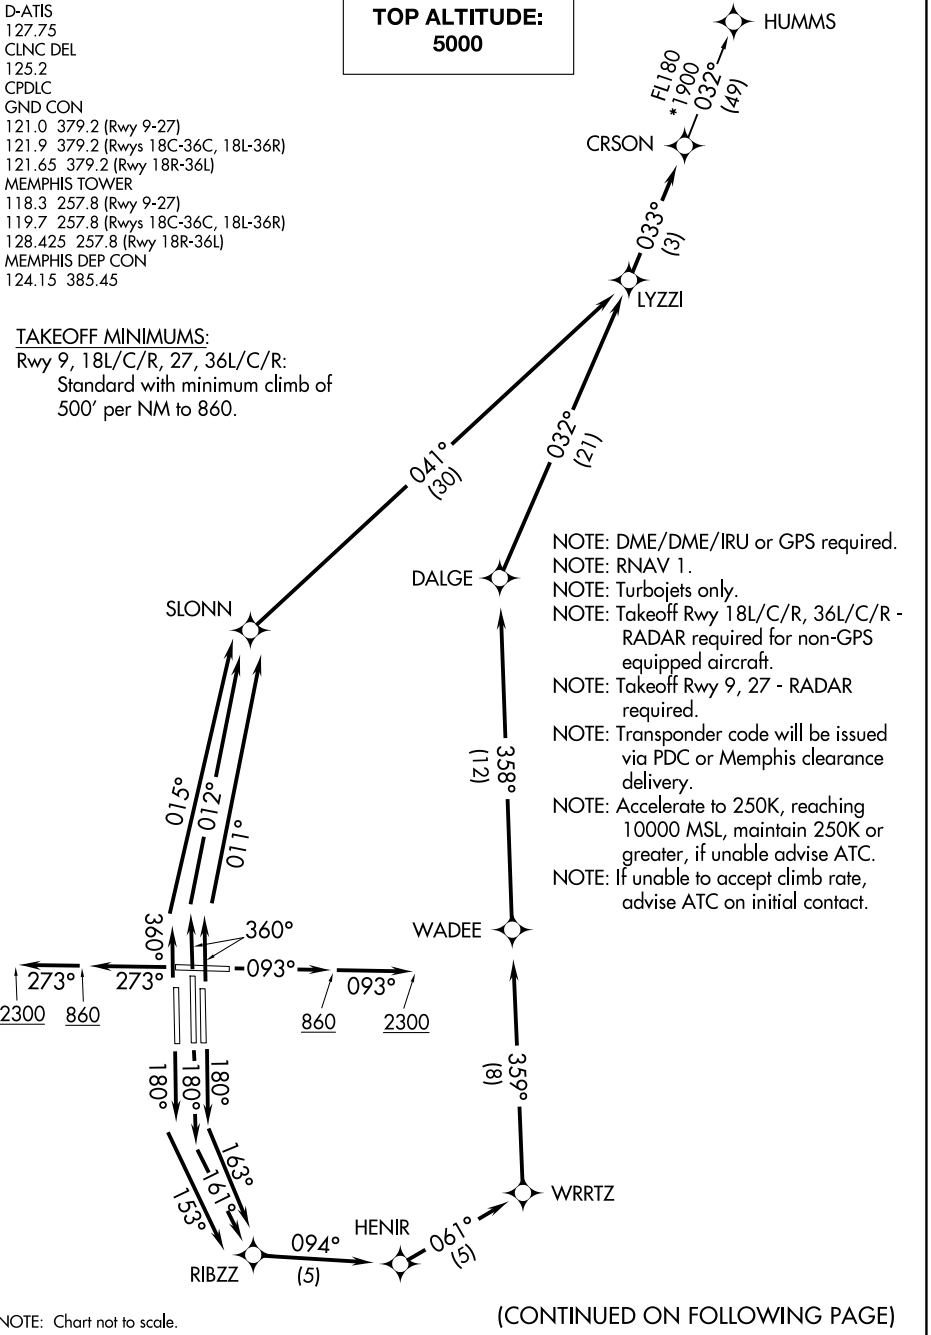 D-ATIS
127.75
CLNC DEL
125.2
CPDLC
GND CON
121.0 379.2 (Rwy 9-27)
121.9 379.2 (Rwys 18C-36C, 18L-36R)
121.65 379.2 (Rwy 18R-36L)
MEMPHIS TOWER
118.3 257.8 (Rwy 9-27)
119.7 257.8 (Rwys 18C-36C, 18L-36R)
128.425 257.8 (Rwy 18R-36L)
MEMPHIS DEP CON
124.15 385.45
TOP ALTITUDE:
5000
HUMMS
FL180
*1900
032°
(49)
CRSON
033°
(3)
LYZZI
TAKEOFF MINIMUMS:
Rwy 9, 18L/C/R, 27, 36L/C/R:
Standard with minimum climb of
500' per NM to 860.
041°
(30)
032°
(21)
DALGE
SLONN
NOTE: DME/DME/IRU or GPS required.
NOTE: RNAV 1.
NOTE: Turbojets only.
NOTE: Takeoff Rwy 18L/C/R, 36L/C/R -
RADAR required for non-GPS
equipped aircraft.
NOTE: Takeoff Rwy 9, 27 - RADAR
required.
NOTE: Transponder code will be issued
via PDC or Memphis clearance
delivery.
NOTE: Accelerate to 250K, reaching
10000 MSL, maintain 250K or
greater, if unable advise ATC.
NOTE: If unable to accept climb rate,
advise ATC on initial contact.
358°
(12)
015°
012°
011°
WADEE
360°
360°
273°
273°
093°
093°
2300
860
860
2300
359°
(8)
180°
180°
180°
153°
161°
163°
WRRTZ
HENIR
061°
(5)
094°
(5)
RIBZZ
NOTE: Chart not to scale.
(CONTINUED ON FOLLOWING PAGE)